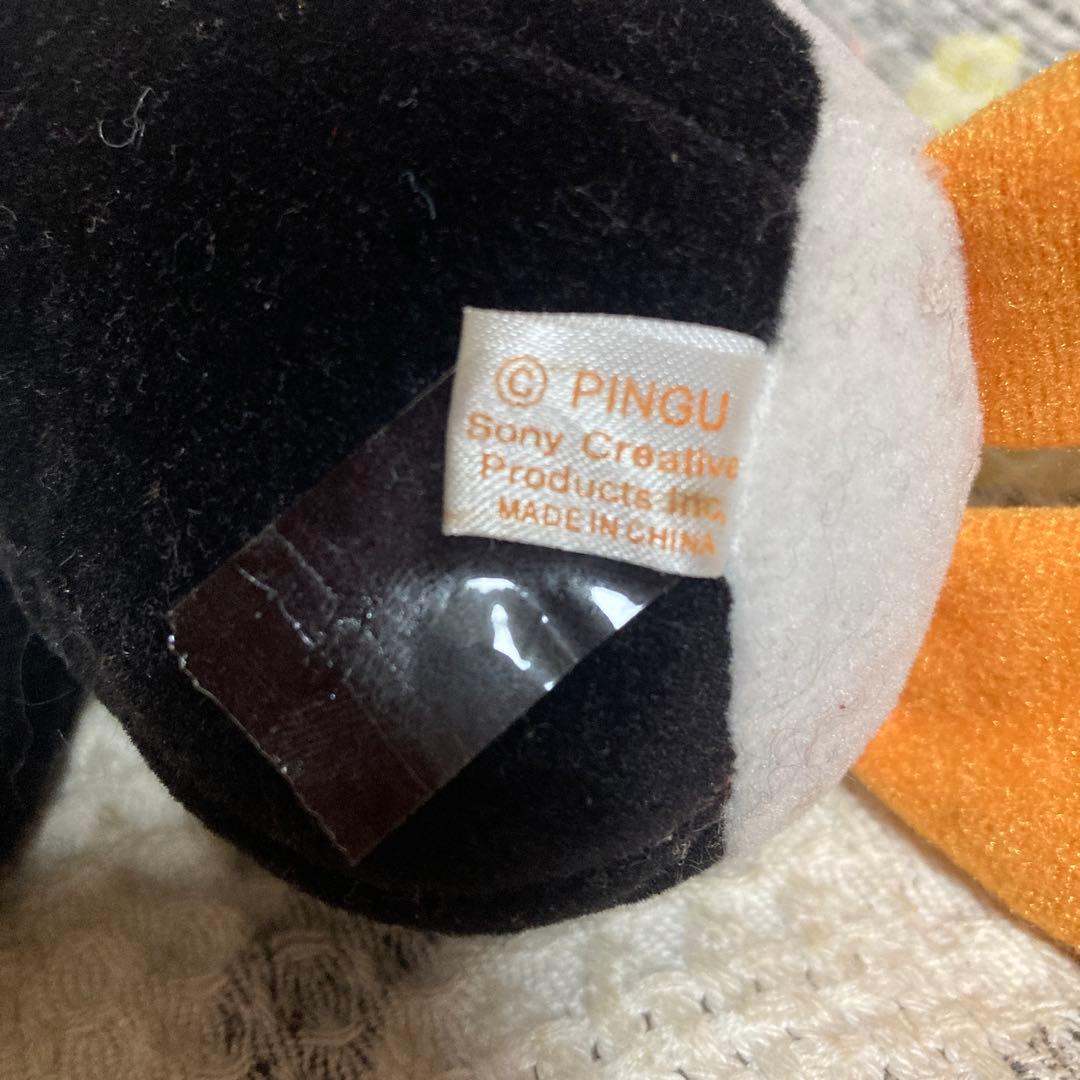 © PINGU
Sony Creative
Products Inc.
MADE IN CHINA